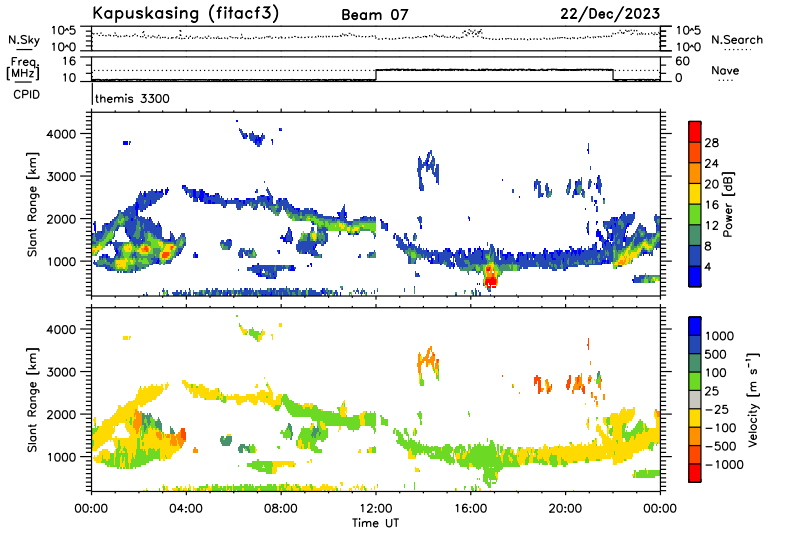 Kapuskasing (fitacf3) Beam 07 22/Dec/2023
N.Sky 10^5 10^0 10^5 10^0 N.Search
Freq. [MHz] 16 10 60 0 Nave
CPID themis 3300
Slant Range [km] 4000 3000 2000 1000
Power [dB] 28 24 20 16 12 8 4
Slant Range [km] 4000 3000 2000 1000
Velocity [m s⁻¹] 1000 500 100 25 −25 −100 −500 −1000
00:00 04:00 08:00 12:00 16:00 20:00 00:00
Time UT